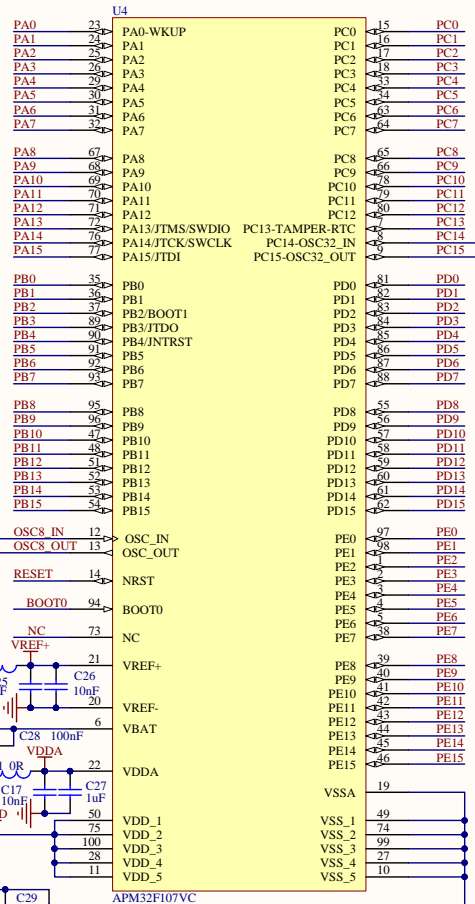 U4
PA0 23 PA0-WKUP PC0 15 PC0
PA1 24 PA1 PC1 16 PC1
PA2 25 PA2 PC2 17 PC2
PA3 26 PA3 PC3 18 PC3
PA4 29 PA4 PC4 33 PC4
PA5 30 PA5 PC5 34 PC5
PA6 31 PA6 PC6 63 PC6
PA7 32 PA7 PC7 64 PC7
PA8 67 PA8 PC8 65 PC8
PA9 68 PA9 PC9 66 PC9
PA10 69 PA10 PC10 78 PC10
PA11 70 PA11 PC11 79 PC11
PA12 71 PA12 PC12 80 PC12
PA13 72 PA13/JTMS/SWDIO PC13-TAMPER-RTC 7 PC13
PA14 76 PA14/JTCK/SWCLK PC14-OSC32_IN 8 PC14
PA15 77 PA15/JTDI PC15-OSC32_OUT 9 PC15
PB0 35 PB0 PD0 81 PD0
PB1 36 PB1 PD1 82 PD1
PB2 37 PB2/BOOT1 PD2 83 PD2
PB3 89 PB3/JTDO PD3 84 PD3
PB4 90 PB4/JNTRST PD4 85 PD4
PB5 91 PB5 PD5 86 PD5
PB6 92 PB6 PD6 87 PD6
PB7 93 PB7 PD7 88 PD7
PB8 95 PB8 PD8 55 PD8
PB9 96 PB9 PD9 56 PD9
PB10 47 PB10 PD10 57 PD10
PB11 48 PB11 PD11 58 PD11
PB12 51 PB12 PD12 59 PD12
PB13 52 PB13 PD13 60 PD13
PB14 53 PB14 PD14 61 PD14
PB15 54 PB15 PD15 62 PD15
OSC8_IN 12 OSC_IN PE0 97 PE0
OSC8_OUT 13 OSC_OUT PE1 98 PE1
PE2 1 PE2
RESET 14 NRST PE3 2 PE3
PE4 3 PE4
BOOT0 94 BOOT0 PE5 4 PE5
PE6 5 PE6
NC 73 NC PE7 38 PE7
VREF+ 21 VREF+ PE8 39 PE8
C26 PE9 40 PE9
10nF PE10 41 PE10
20 VREF- PE11 42 PE11
PE12 43 PE12
6 VBAT PE13 44 PE13
C28 100nF PE14 45 PE14
VDDA PE15 46 PE15
0R 22 VDDA
C17 C27 VSSA 19
10nF 1uF
50 VDD_1 VSS_1 49
75 VDD_2 VSS_2 74
100 VDD_3 VSS_3 99
28 VDD_4 VSS_4 27
11 VDD_5 VSS_5 10
C29 APM32F107VC